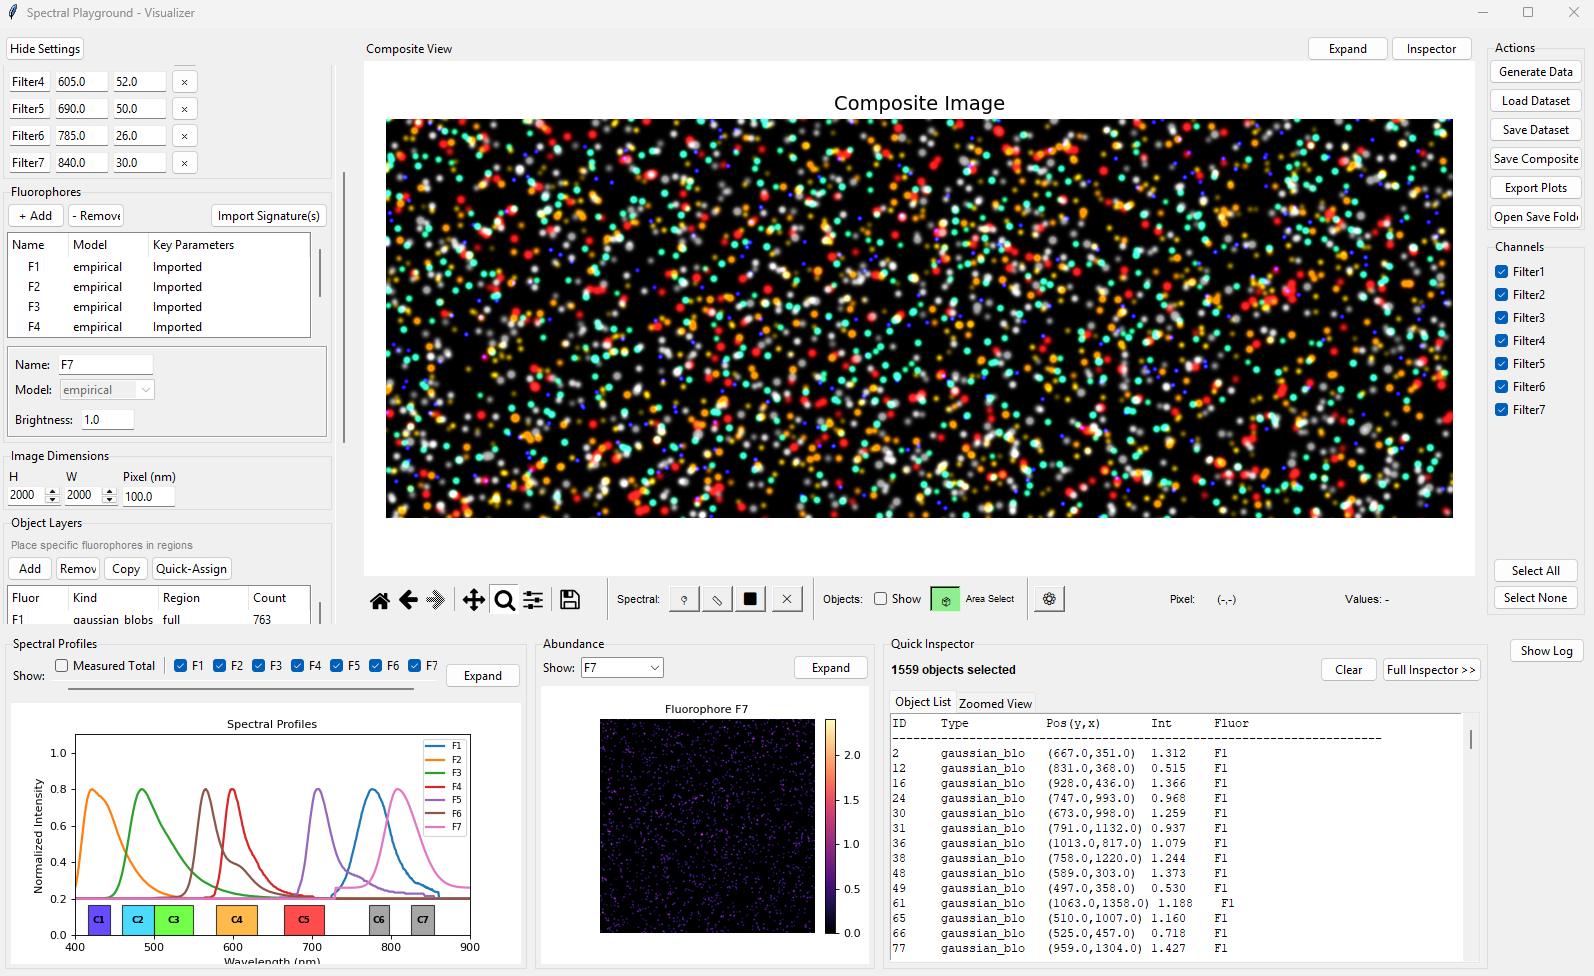 Spectral Playground - Visualizer
Hide Settings
Filter4 605.0 52.0 ×
Filter5 690.0 50.0 ×
Filter6 785.0 26.0 ×
Filter7 840.0 30.0 ×
Fluorophores
+ Add - Remove Import Signature(s)
Name Model Key Parameters
F1 empirical Imported
F2 empirical Imported
F3 empirical Imported
F4 empirical Imported
Name: F7
Model: empirical
Brightness: 1.0
Image Dimensions
H W Pixel (nm)
2000 2000 100.0
Object Layers
Place specific fluorophores in regions
Add Remov Copy Quick-Assign
Fluor Kind Region Count
F1 gaussian_blobs full 763
Composite View Expand Inspector
Composite Image
Spectral: Objects: Show Area Select Pixel: (-,-) Values: -
Actions
Generate Data
Load Dataset
Save Dataset
Save Composite
Export Plots
Open Save Folde
Channels
Filter1
Filter2
Filter3
Filter4
Filter5
Filter6
Filter7
Select All
Select None
Show Log
Spectral Profiles
Show: Measured Total F1 F2 F3 F4 F5 F6 F7 Expand
Spectral Profiles
Normalized Intensity
1.0
0.8
0.6
0.4
0.2
0.0
F1
F2
F3
F4
F5
F6
F7
C1 C2 C3 C4 C5 C6 C7
400 500 600 700 800 900
Wavelength (nm)
Abundance
Show: F7 Expand
Fluorophore F7
2.0
1.5
1.0
0.5
0.0
Quick Inspector
1559 objects selected Clear Full Inspector >>
Object List Zoomed View
ID Type Pos(y,x) Int Fluor
--------------------------------------------------------------------------------
2 gaussian_blo (667.0,351.0) 1.312 F1
12 gaussian_blo (831.0,368.0) 0.515 F1
16 gaussian_blo (928.0,436.0) 1.366 F1
24 gaussian_blo (747.0,993.0) 0.968 F1
30 gaussian_blo (673.0,998.0) 1.259 F1
31 gaussian_blo (791.0,1132.0) 0.937 F1
36 gaussian_blo (1013.0,817.0) 1.079 F1
38 gaussian_blo (758.0,1220.0) 1.244 F1
48 gaussian_blo (589.0,303.0) 1.373 F1
49 gaussian_blo (497.0,358.0) 0.530 F1
61 gaussian_blo (1063.0,1358.0) 1.188 F1
65 gaussian_blo (510.0,1007.0) 1.160 F1
66 gaussian_blo (525.0,457.0) 0.718 F1
77 gaussian_blo (959.0,1304.0) 1.427 F1